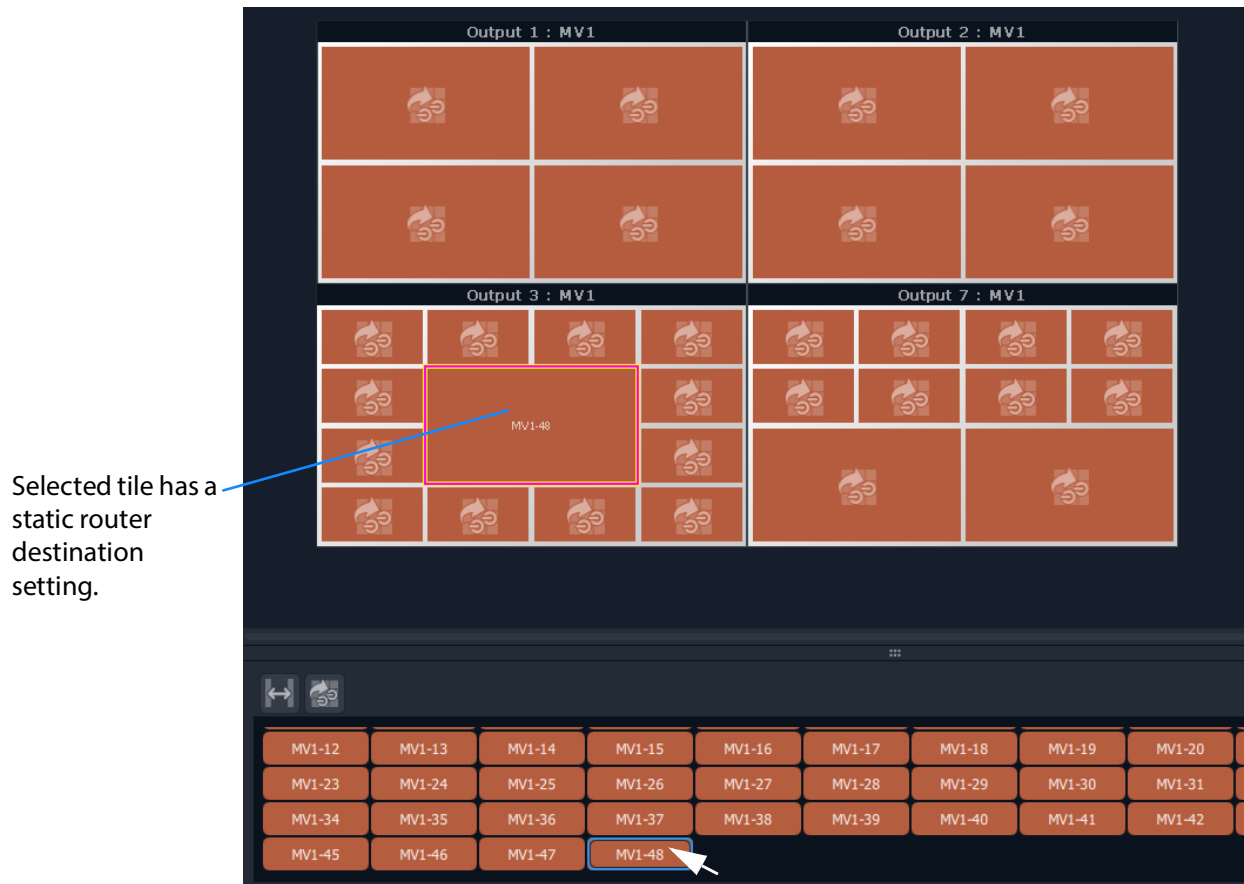 Output 1 : MV1
Output 2 : MV1
Output 3 : MV1
Output 7 : MV1
MV1-48
Selected tile has a
static router
destination
setting.
MV1-12 MV1-13 MV1-14 MV1-15 MV1-16 MV1-17 MV1-18 MV1-19 MV1-20
MV1-23 MV1-24 MV1-25 MV1-26 MV1-27 MV1-28 MV1-29 MV1-30 MV1-31
MV1-34 MV1-35 MV1-36 MV1-37 MV1-38 MV1-39 MV1-40 MV1-41 MV1-42
MV1-45 MV1-46 MV1-47 MV1-48